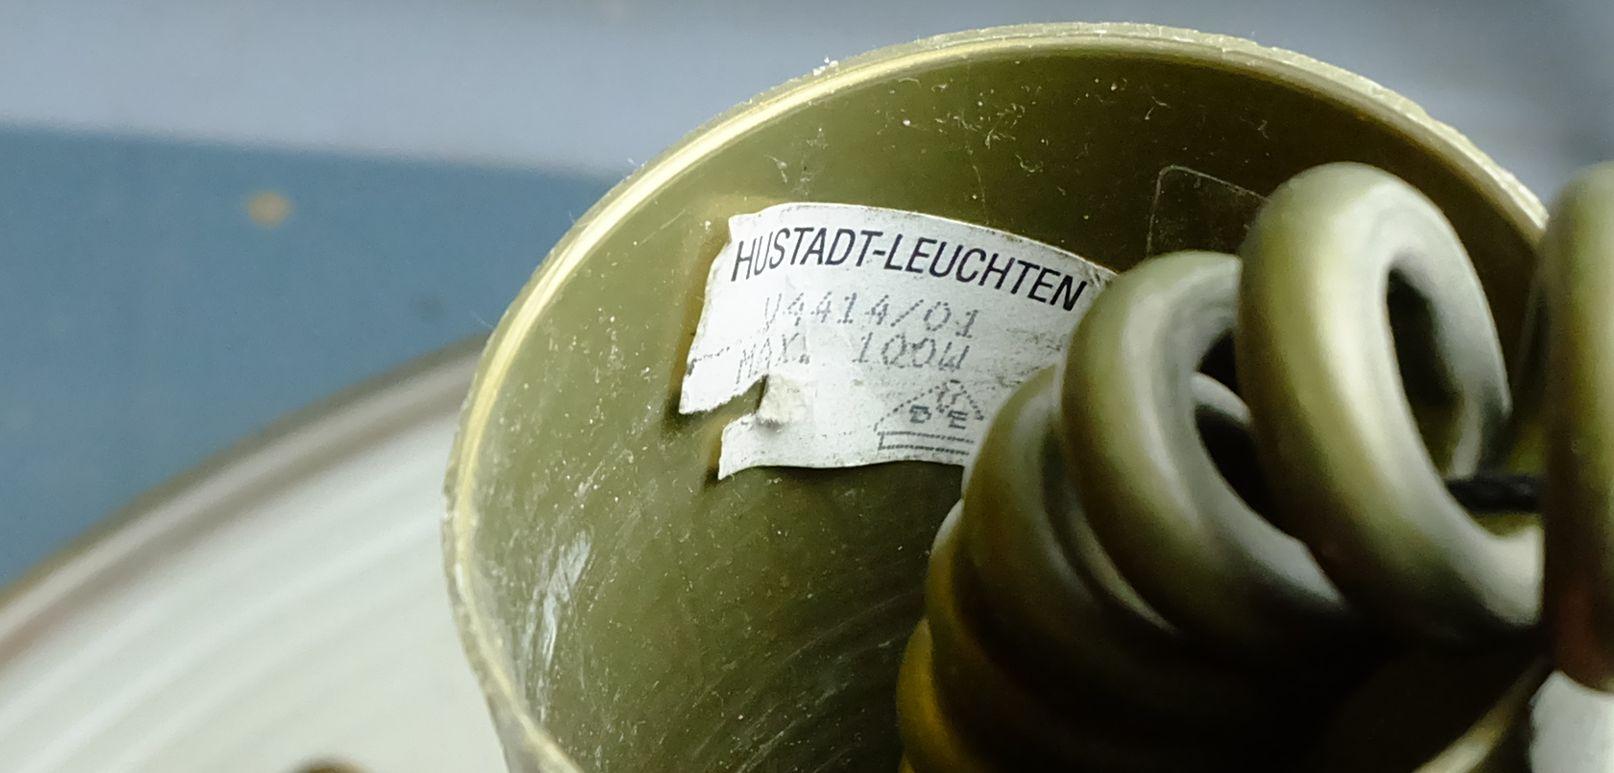 HUSTADT-LEUCHTEN
V4414/01
MAX. 100W
D E